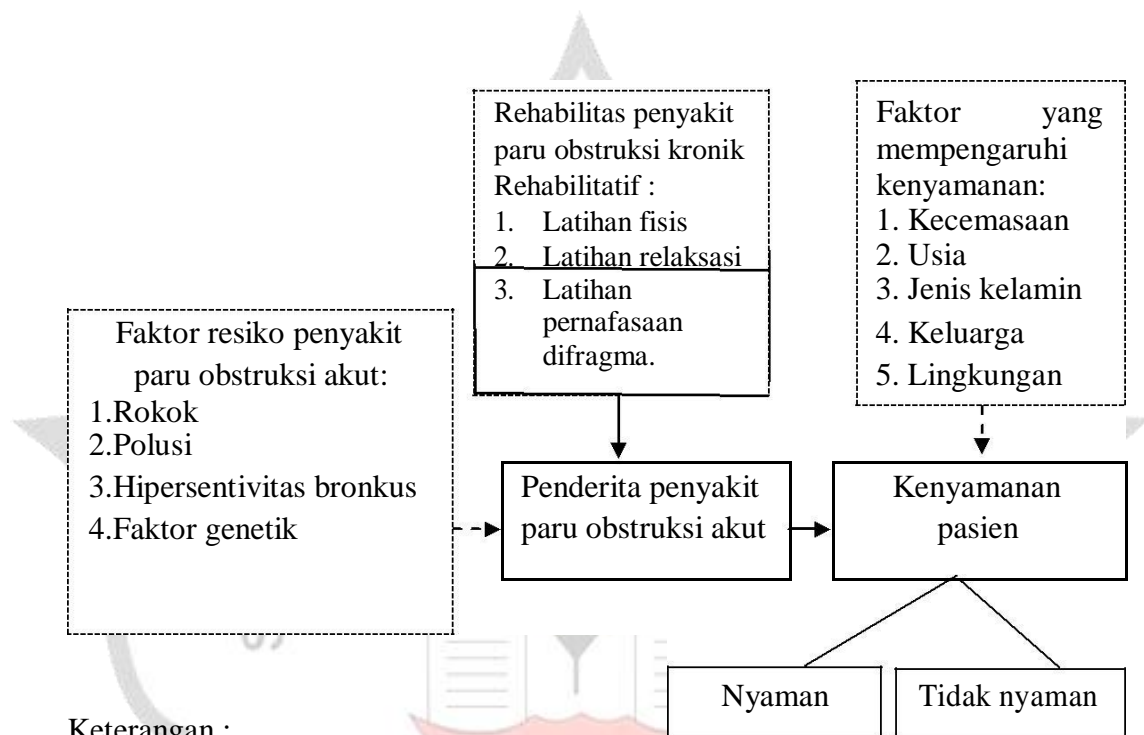 Rehabilitas penyakit
paru obstruksi kronik
Rehabilitatif :
1. Latihan fisis
2. Latihan relaksasi
3. Latihan
pernafasaan
difragma.
Faktor yang
mempengaruhi
kenyamanan:
1. Kecemasaan
2. Usia
3. Jenis kelamin
4. Keluarga
5. Lingkungan
Faktor resiko penyakit
paru obstruksi akut:
1.Rokok
2.Polusi
3.Hipersentivitas bronkus
4.Faktor genetik
Penderita penyakit
paru obstruksi akut
Kenyamanan
pasien
Nyaman
Tidak nyaman
Keterangan :